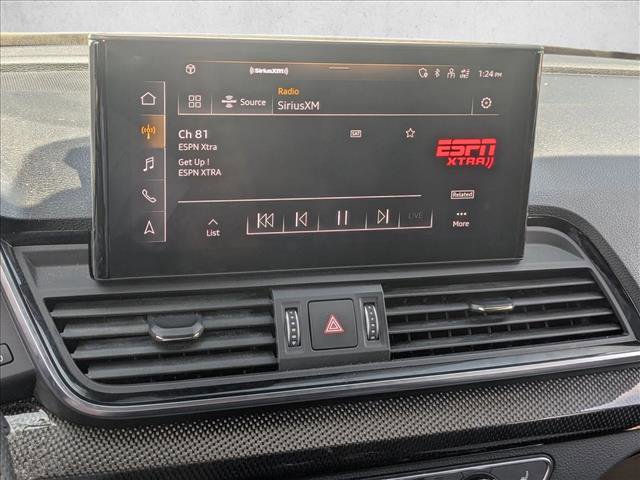 ((SiriusXM))
1:24 PM
Radio
Source
SiriusXM
Ch 81
ESPN Xtra
SAT
Get Up !
ESPN XTRA
ESPN
XTRA
Related
List
LIVE
More